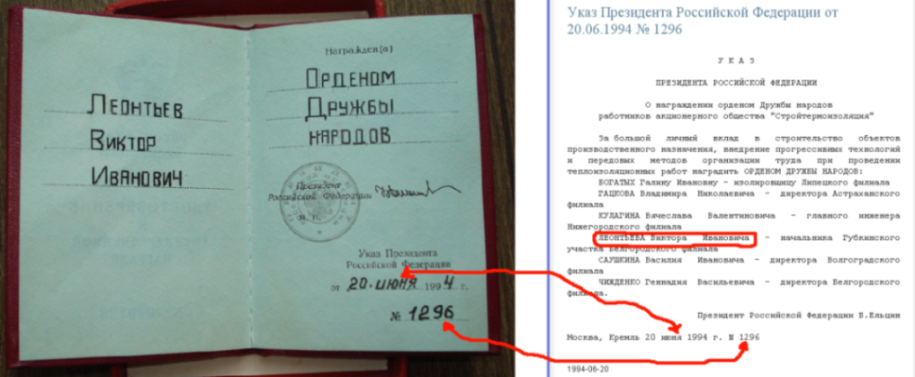 Леонтьев
Виктор
Иванович
Награжден(а)
Орденом
Дружбы
народов
Президент
Российской Федерации
Указ Президента
Российской Федерации
от 20. июня 1994 г.
№ 1296
Указ Президента Российской Федерации от
20.06.1994 № 1296
У К А З
ПРЕЗИДЕНТА РОССИЙСКОЙ ФЕДЕРАЦИИ
О награждении орденом Дружбы народов
работников акционерного общества "Стройтермоизоляция"
За большой личный вклад в строительство объектов
производственного назначения, внедрение прогрессивных технологий
и передовых методов организации труда при проведении
теплоизоляционных работ наградить ОРДЕНОМ ДРУЖБЫ НАРОДОВ:
БОГАТЫХ Галину Ивановну - изолировщицу Липецкого филиала
ГАЦКОВА Владимира Николаевича - директора Астраханского
филиала
КУЛАГИНА Вячеслава Валентиновича - главного инженера
Нижегородского филиала
ЛЕОНТЬЕВА Виктора Ивановича - начальника Губкинского
участка Белгородского филиала
САУШКИНА Василия Ивановича - директора Волгоградского
филиала
ЧИЖДЕНКО Геннадия Васильевича - директора Белгородского
филиала.
Президент Российской Федерации Б.Ельцин
Москва, Кремль 20 июня 1994 г. N 1296
1994-06-20